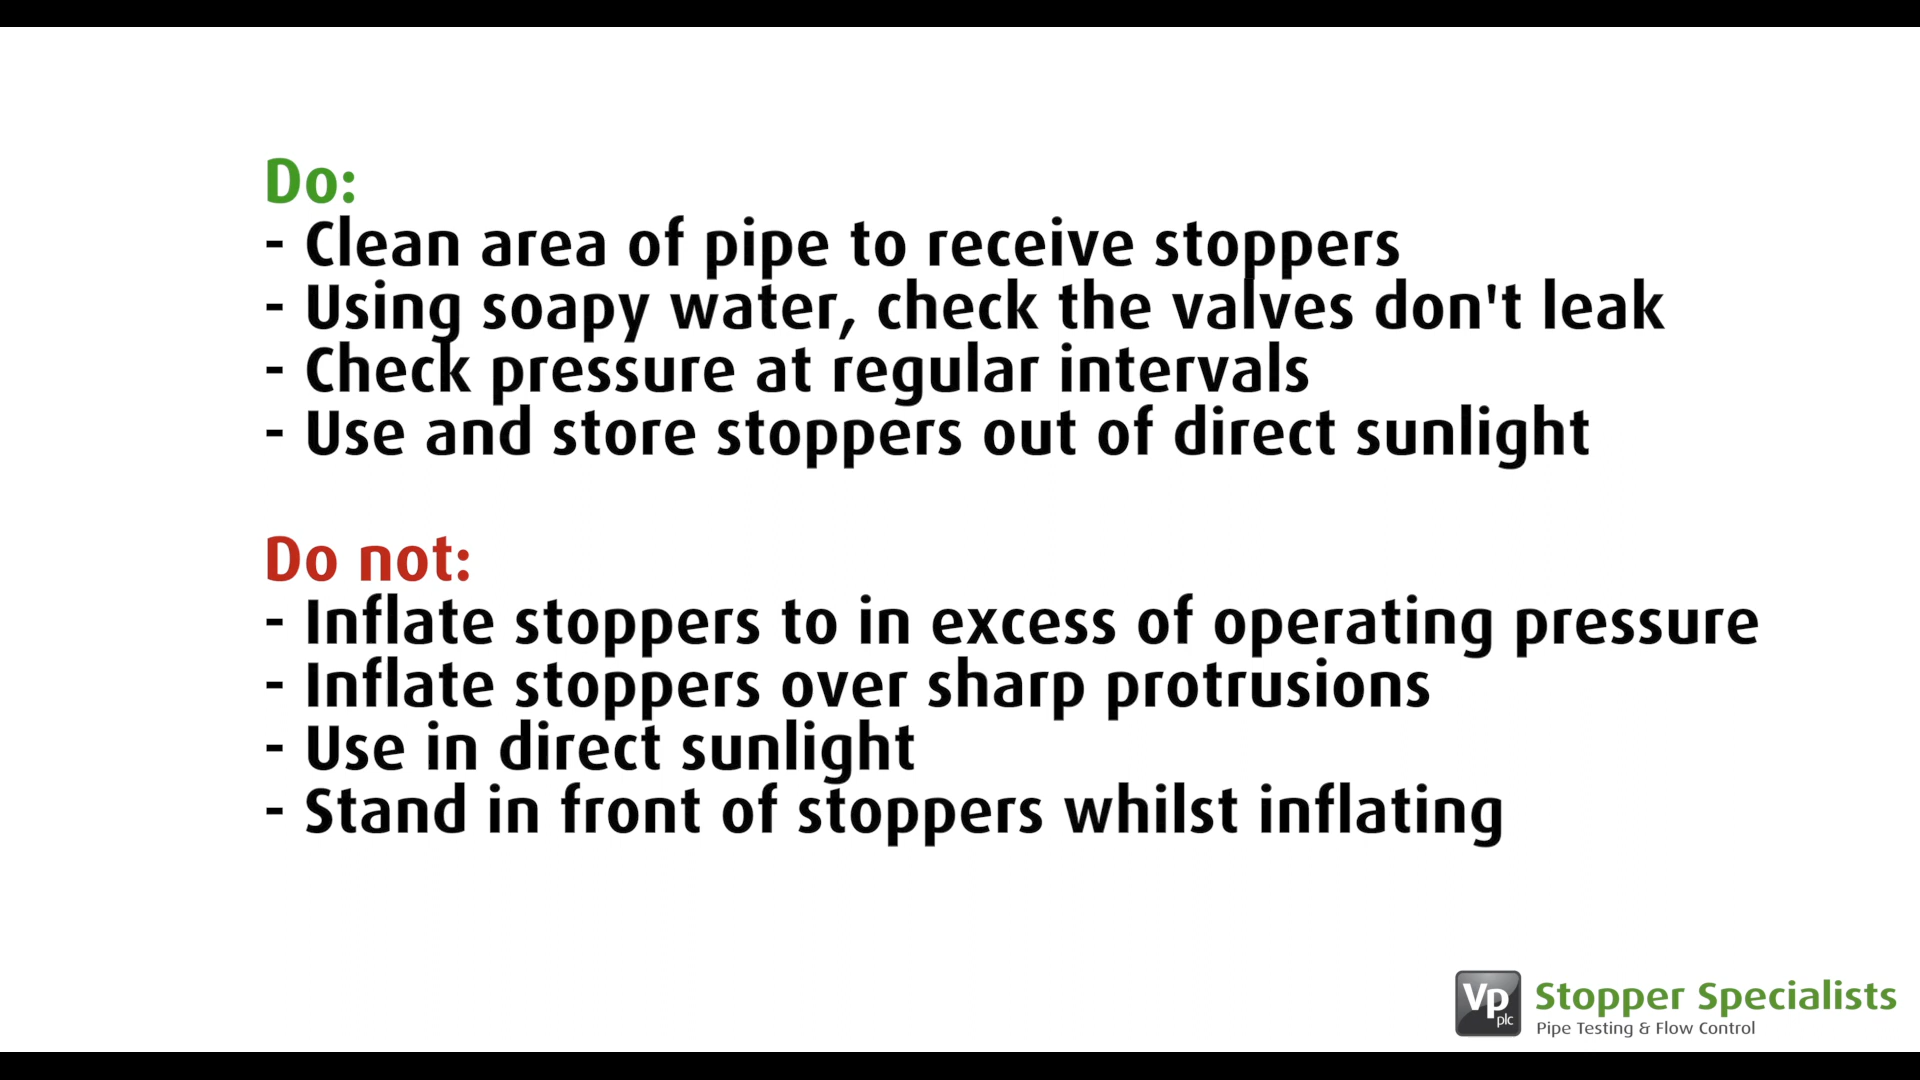 Do:
- Clean area of pipe to receive stoppers
- Using soapy water, check the valves don't leak
- Check pressure at regular intervals
- Use and store stoppers out of direct sunlight
Do not:
- Inflate stoppers to in excess of operating pressure
- Inflate stoppers over sharp protrusions
- Use in direct sunlight
- Stand in front of stoppers whilst inflating
Vp plc
Stopper Specialists
Pipe Testing & Flow Control